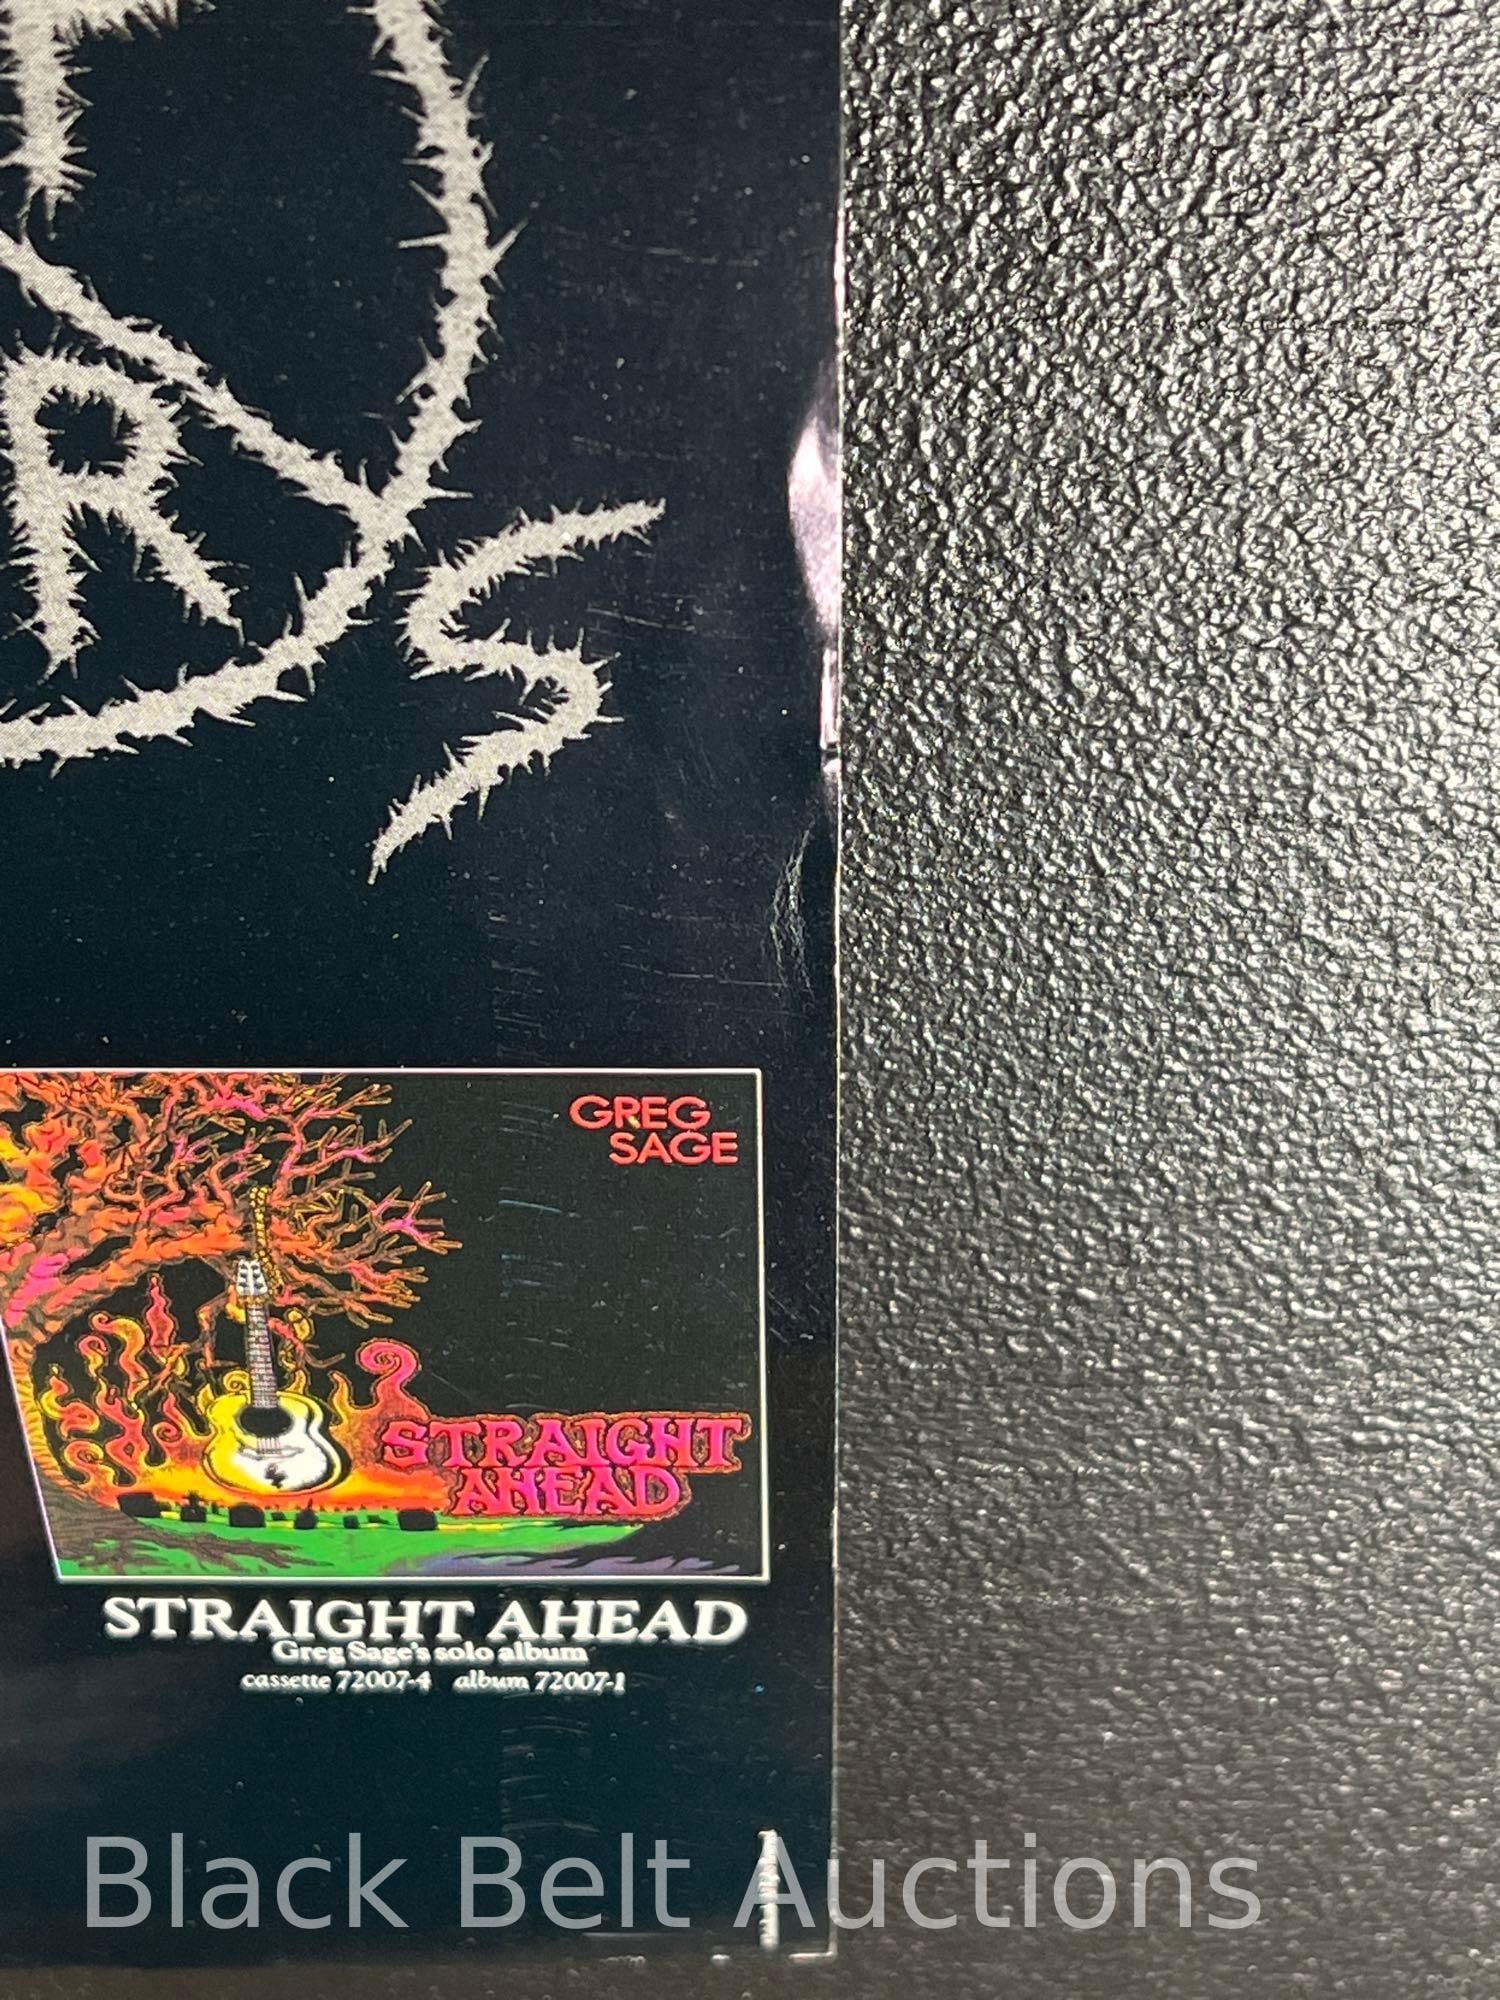 R
S
GREG
SAGE
STRAIGHT
AHEAD
STRAIGHT AHEAD
Greg Sage's solo album
cassette 72007-4 album 72007-1
Black Belt Auctions